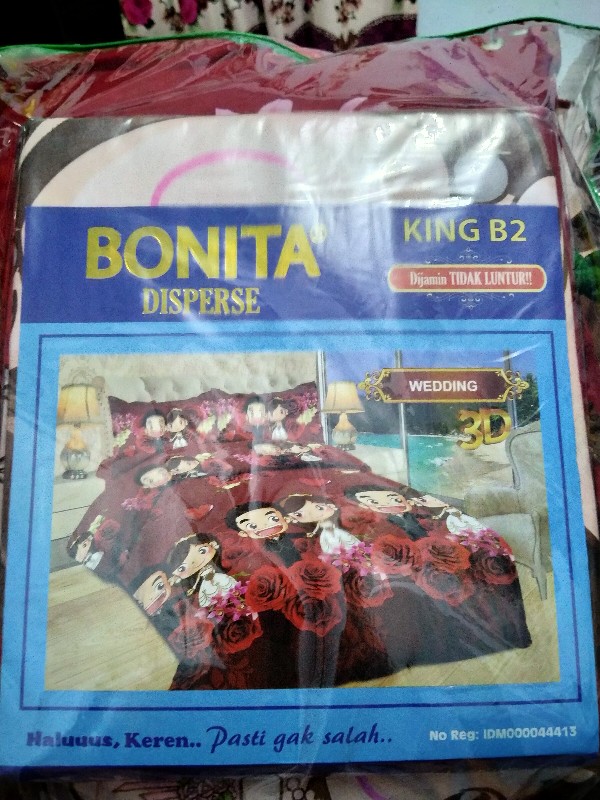 BONITA®
DISPERSE
KING B2
Dijamin TIDAK LUNTUR!!
WEDDING
3D
Haluuus, Keren.. Pasti gak salah..
No Reg: IDM000044413